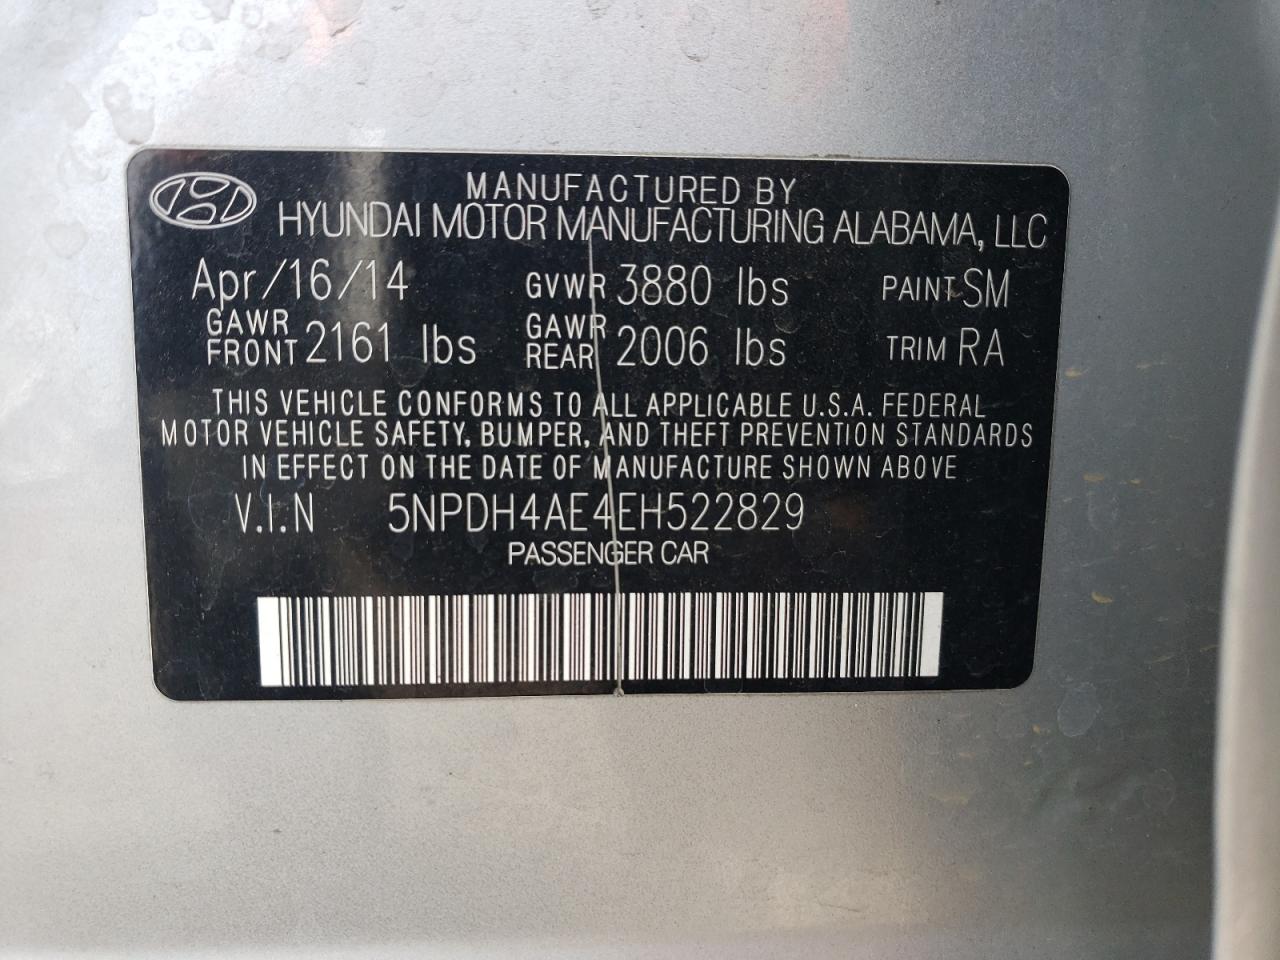 MANUFACTURED BY
HYUNDAI MOTOR MANUFACTURING ALABAMA, LLC
Apr/16/14 GVWR 3880 lbs PAINT SM
GAWR FRONT 2161 lbs GAWR REAR 2006 lbs TRIM RA
THIS VEHICLE CONFORMS TO ALL APPLICABLE U.S.A. FEDERAL
MOTOR VEHICLE SAFETY, BUMPER, AND THEFT PREVENTION STANDARDS
IN EFFECT ON THE DATE OF MANUFACTURE SHOWN ABOVE
V.I.N 5NPDH4AE4EH522829
PASSENGER CAR